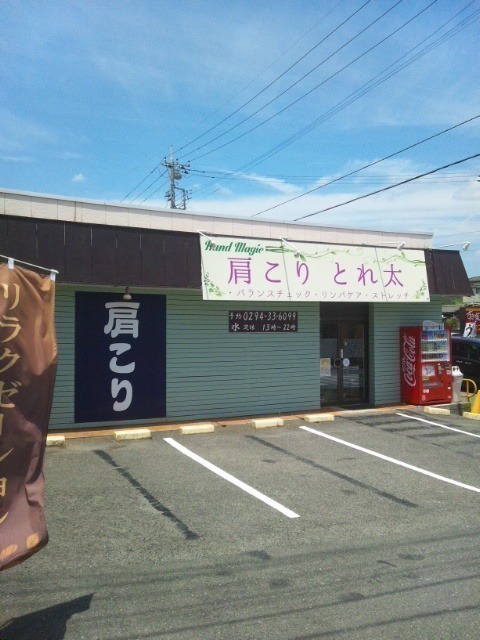 Hand Magic
肩こり とれ太
・バランスチェック・リンパケア・ストレッチ
予約 0294-33-6099
水 定休 13時~22時
肩こり
リラクゼーション
Coca-Cola